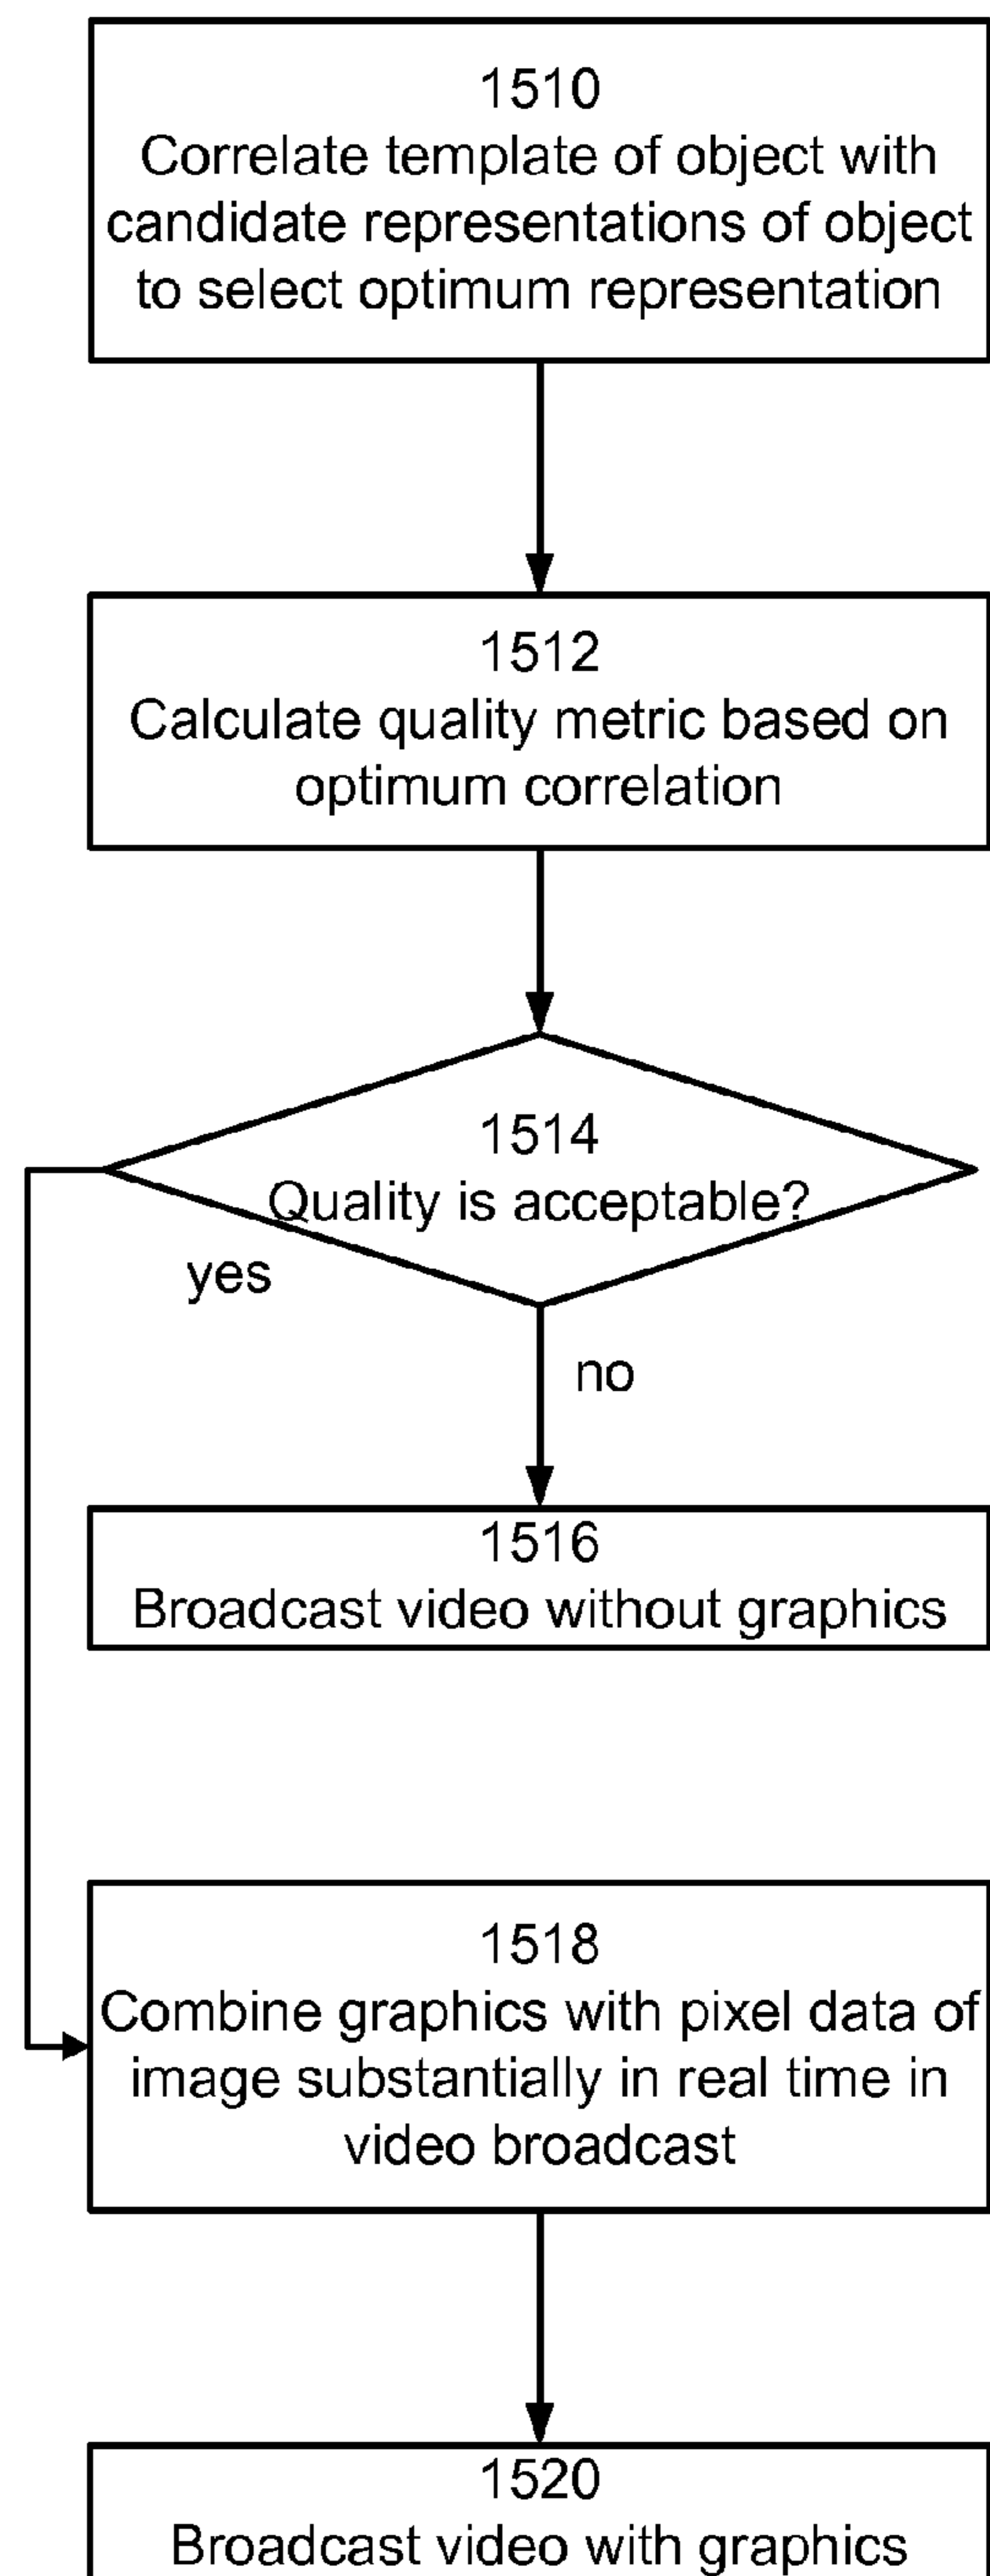 1510
Correlate template of object with
candidate representations of object
to select optimum representation
1512
Calculate quality metric based on
optimum correlation
1514
Quality is acceptable?
yes
no
1516
Broadcast video without graphics
1518
Combine graphics with pixel data of
image substantially in real time in
video broadcast
1520
Broadcast video with graphics